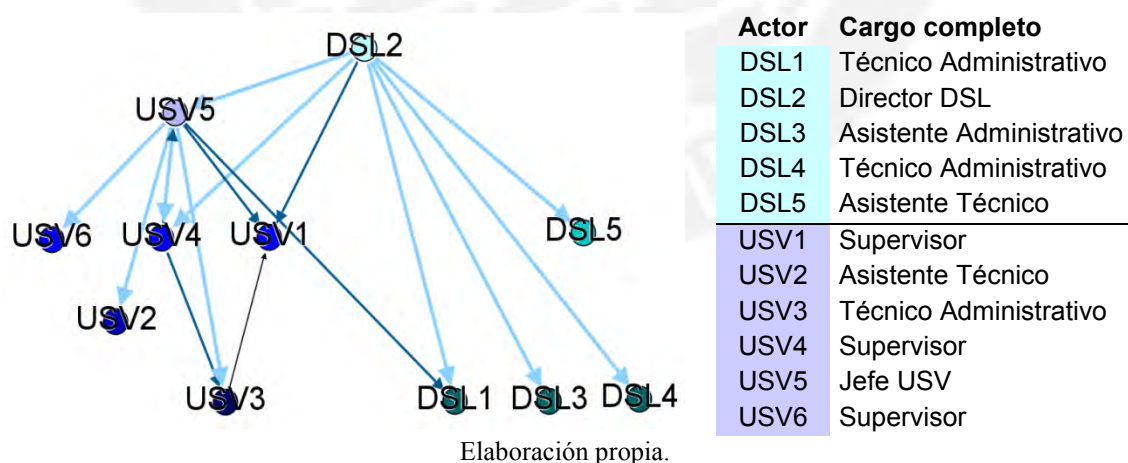 DSL2
USV5
USV6 USV4 USV1 DSL5
USV2
USV3 DSL1 DSL3 DSL4
Actor Cargo completo
DSL1 Técnico Administrativo
DSL2 Director DSL
DSL3 Asistente Administrativo
DSL4 Técnico Administrativo
DSL5 Asistente Técnico
USV1 Supervisor
USV2 Asistente Técnico
USV3 Técnico Administrativo
USV4 Supervisor
USV5 Jefe USV
USV6 Supervisor
Elaboración propia.